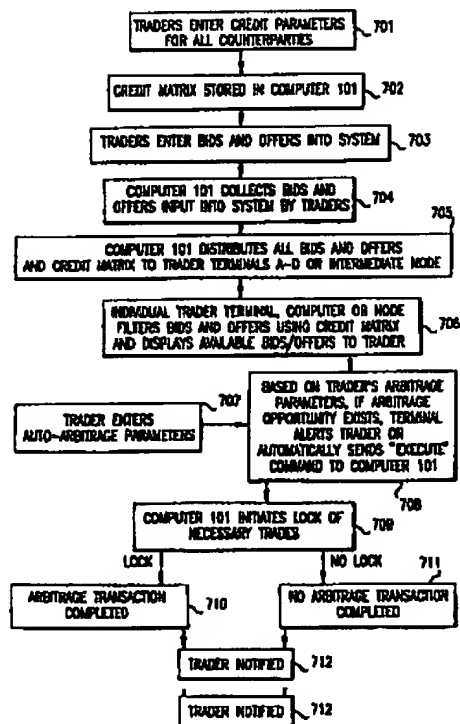 TRADERS ENTER CREDIT PARAMETERS
FOR ALL COUNTERPARTIES
701
CREDIT MATRIX STORED IN COMPUTER 101
702
TRADERS ENTER BIDS AND OFFERS INTO SYSTEM
703
COMPUTER 101 COLLECTS BIDS AND
OFFERS INPUT INTO SYSTEM BY TRADERS
704
705
COMPUTER 101 DISTRIBUTES ALL BIDS AND OFFERS
AND CREDIT MATRIX TO TRADER TERMINALS A-D OR INTERMEDIATE NODE
INDIVIDUAL TRADER TERMINAL, COMPUTER OR NODE
FILTERS BIDS AND OFFERS USING CREDIT MATRIX
AND DISPLAYS AVAILABLE BIDS/OFFERS TO TRADER
706
707
TRADER ENTERS
AUTO-ARBITRAGE PARAMETERS
BASED ON TRADER'S ARBITRAGE
PARAMETERS, IF ARBITRAGE
OPPORTUNITY EXISTS, TERMINAL
ALERTS TRADER OR
AUTOMATICALLY SENDS "EXECUTE"
COMMAND TO COMPUTER 101
708
COMPUTER 101 INITIATES LOCK OF
NECESSARY TRADES
709
LOCK
NO LOCK
711
ARBITRAGE TRANSACTION
COMPLETED
710
NO ARBITRAGE TRANSACTION
COMPLETED
TRADER NOTIFIED
712
TRADER NOTIFIED
712